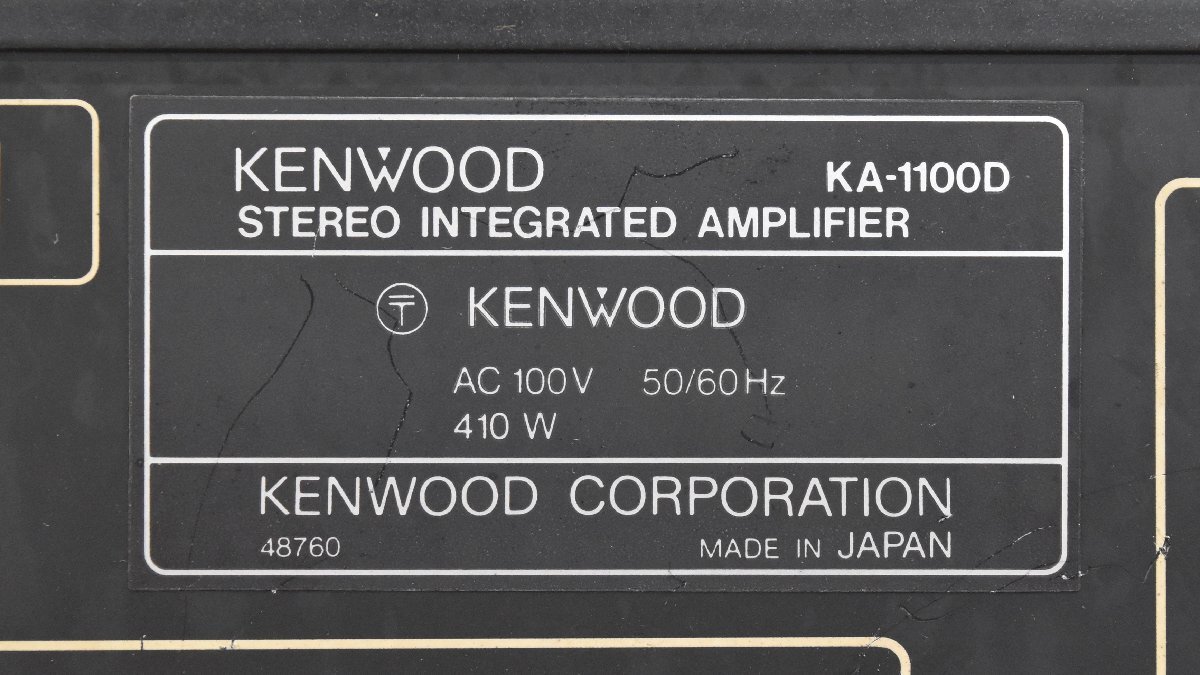 KENWOOD KA-1100D
STEREO INTEGRATED AMPLIFIER
〒 KENWOOD
AC 100V 50/60Hz
410 W
KENWOOD CORPORATION
48760 MADE IN JAPAN